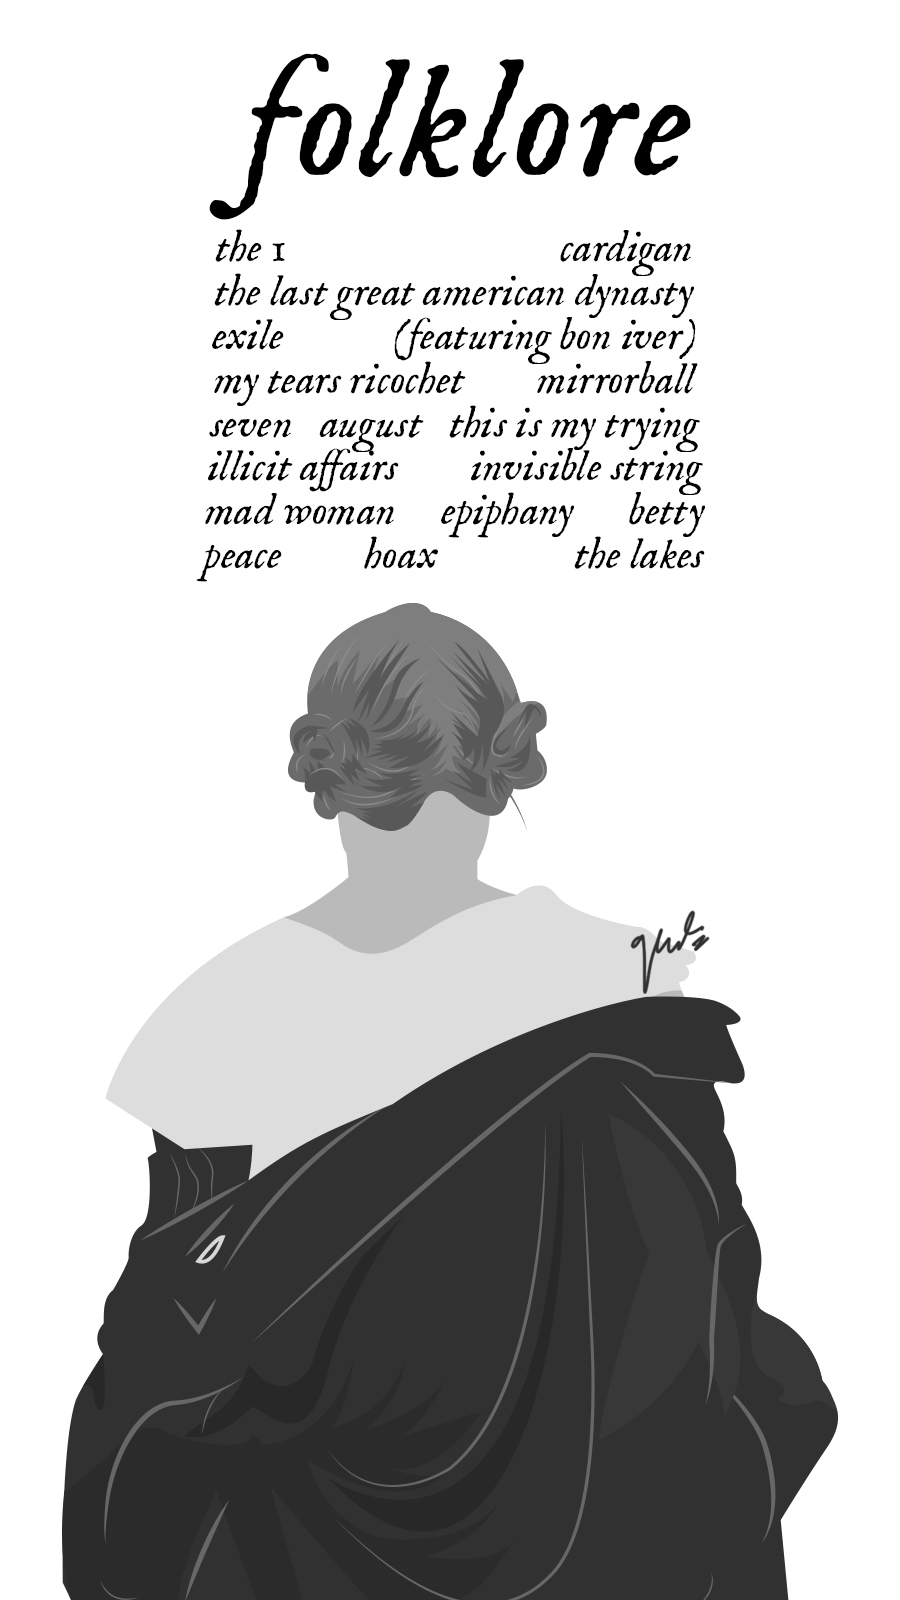 folklore
the 1 cardigan
the last great american dynasty
exile (featuring bon iver)
my tears ricochet mirrorball
seven august this is my trying
illicit affairs invisible string
mad woman epiphany betty
peace hoax the lakes